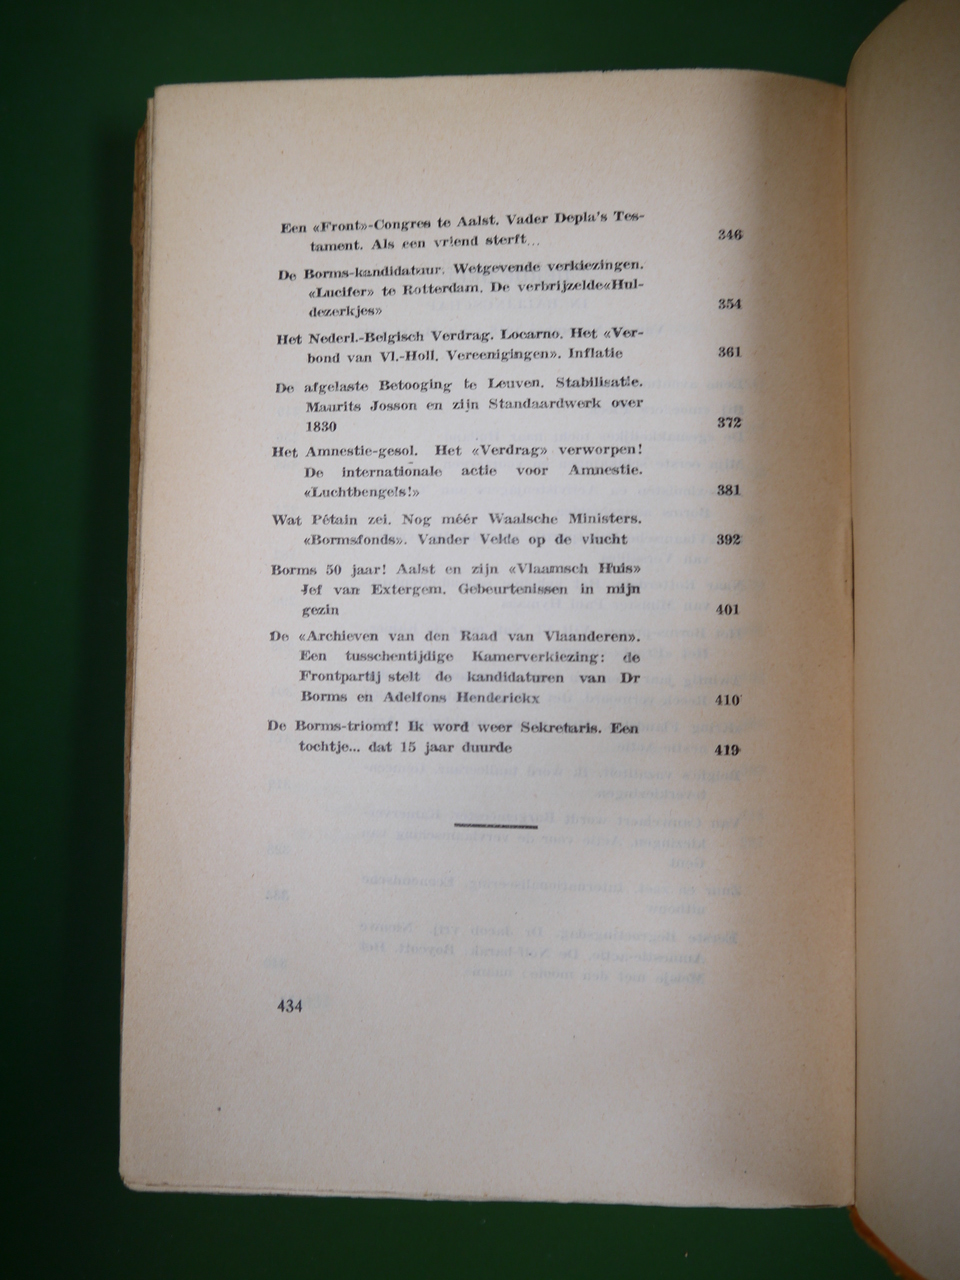 Een «Front»-Congres te Aalst. Vader Depla's Tes-
tament. Als een vriend sterft... 346
De Borms-kandidatuur. Wetgevende verkiezingen.
«Lucifer» te Rotterdam. De verbrijzelde«Hul-
dezerkjes» 354
Het Nederl.-Belgisch Verdrag. Locarno. Het «Ver-
bond van Vl.-Holl. Vereenigingen». Inflatie 361
De afgelaste Betooging te Leuven. Stabilisatie.
Maurits Josson en zijn Standaardwerk over
1830 372
Het Amnestie-gesol. Het «Verdrag» verworpen!
De internationale actie voor Amnestie.
«Luchtbengels!» 381
Wat Pétain zei. Nog méér Waalsche Ministers.
«Bormsfonds». Vander Velde op de vlucht 392
Borms 50 jaar! Aalst en zijn «Vlaamsch Huis»
Jef van Extergem. Gebeurtenissen in mijn
gezin 401
De «Archieven van den Raad van Vlaanderen».
Een tusschentijdige Kamerverkiezing: de
Frontpartij stelt de kandidaturen van Dr
Borms en Adelfons Henderickx 410
De Borms-triomf! Ik word weer Sekretaris. Een
tochtje... dat 15 jaar duurde 419
434